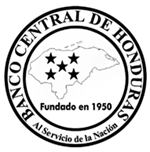 BANCO CENTRAL DE HONDURAS
Fundado en 1950
Al Servicio de la Nación